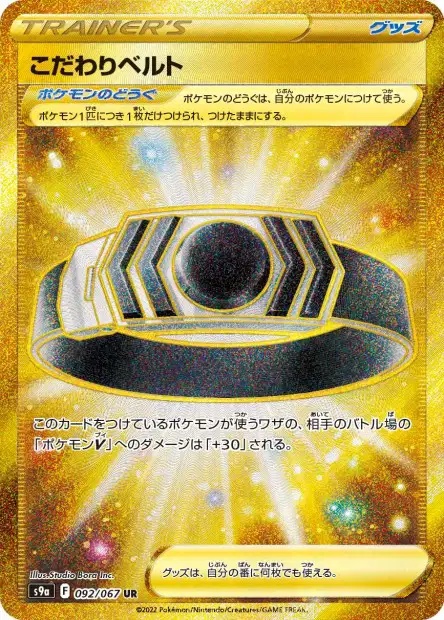 TRAINER'S
グッズ
こだわりベルト
ポケモンのどうぐ
ポケモンのどうぐは、自分のポケモンにつけて使う。
ポケモン1匹につき1枚だけつけられ、つけたままにする。
このカードをつけているポケモンが使うワザの、相手のバトル場の
「ポケモンV」へのダメージは「+30」される。
Illus.Studio Bora Inc.
グッズは、自分の番に何枚でも使える。
s9a F 092/067 UR
©2022 Pokémon/Nintendo/Creatures/GAME FREAK.